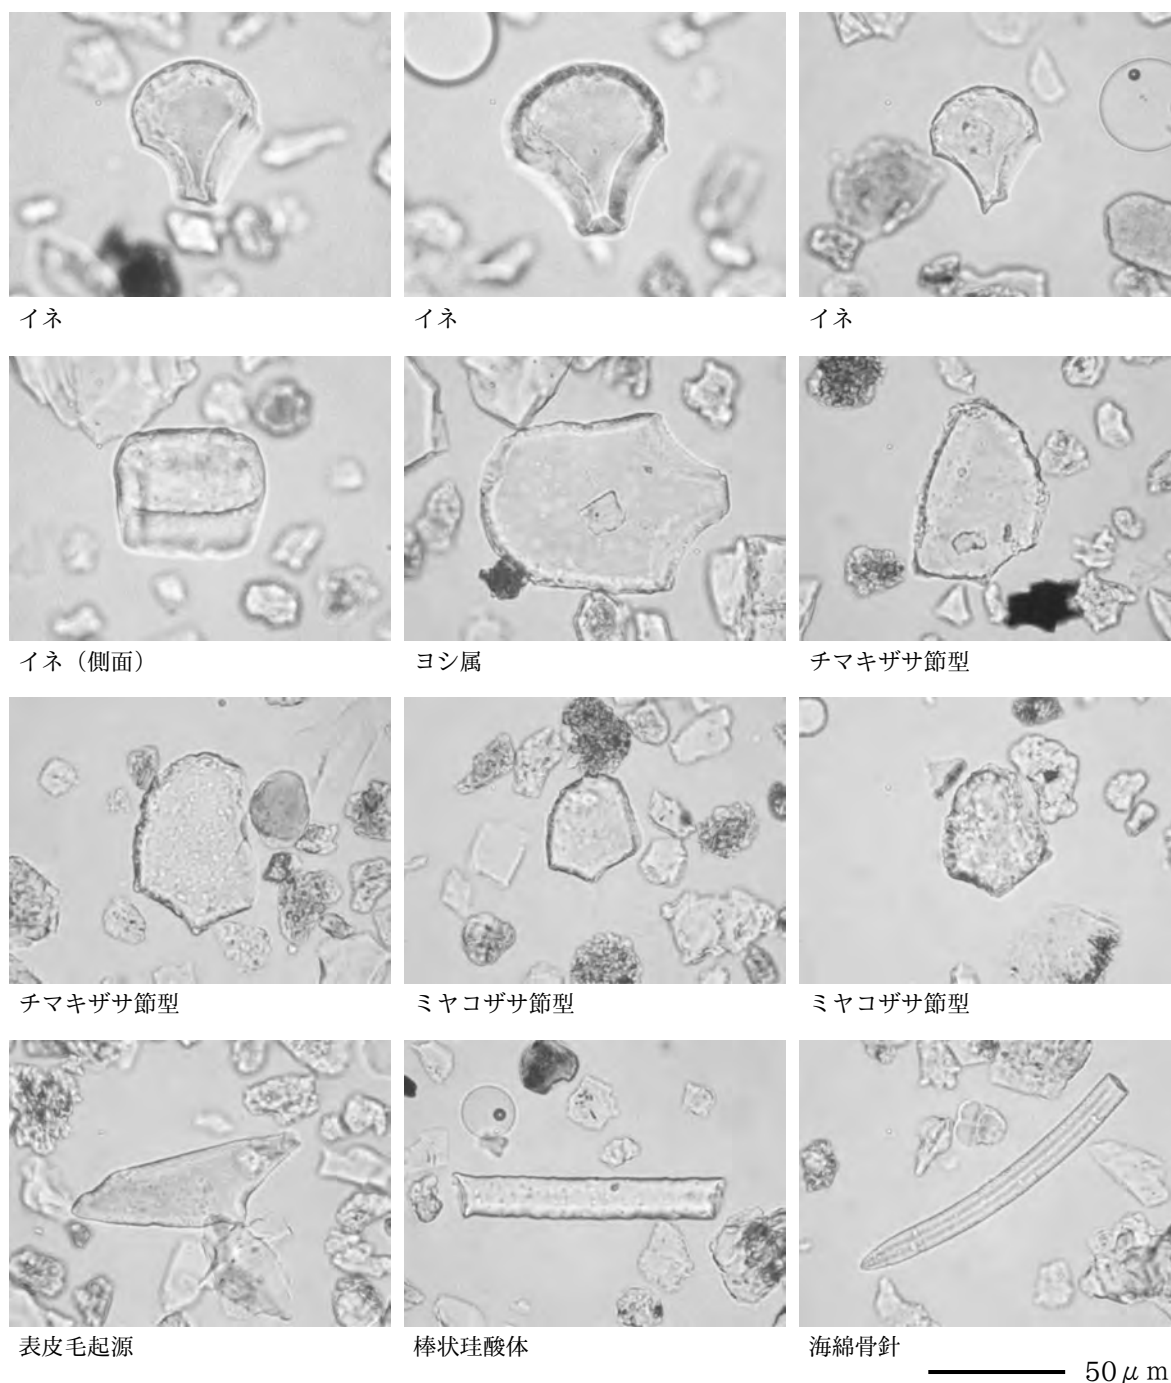 イネ
イネ
イネ
イネ（側面）
ヨシ属
チマキザサ節型
チマキザサ節型
ミヤコザサ節型
ミヤコザサ節型
表皮毛起源
棒状珪酸体
海綿骨針
50μm